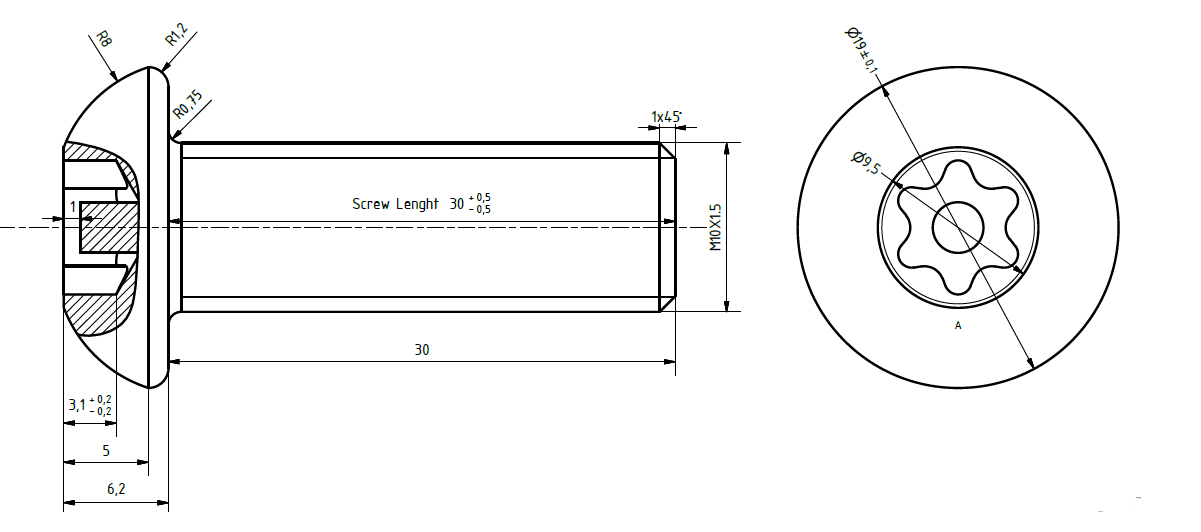 R8
R1,2
R0,75
1x45°
Ø19±0,1
Ø9,5
1
Screw Lenght 30 +0,5 -0,5
M10X1.5
A
30
3,1 +0,2 -0,2
5
6,2